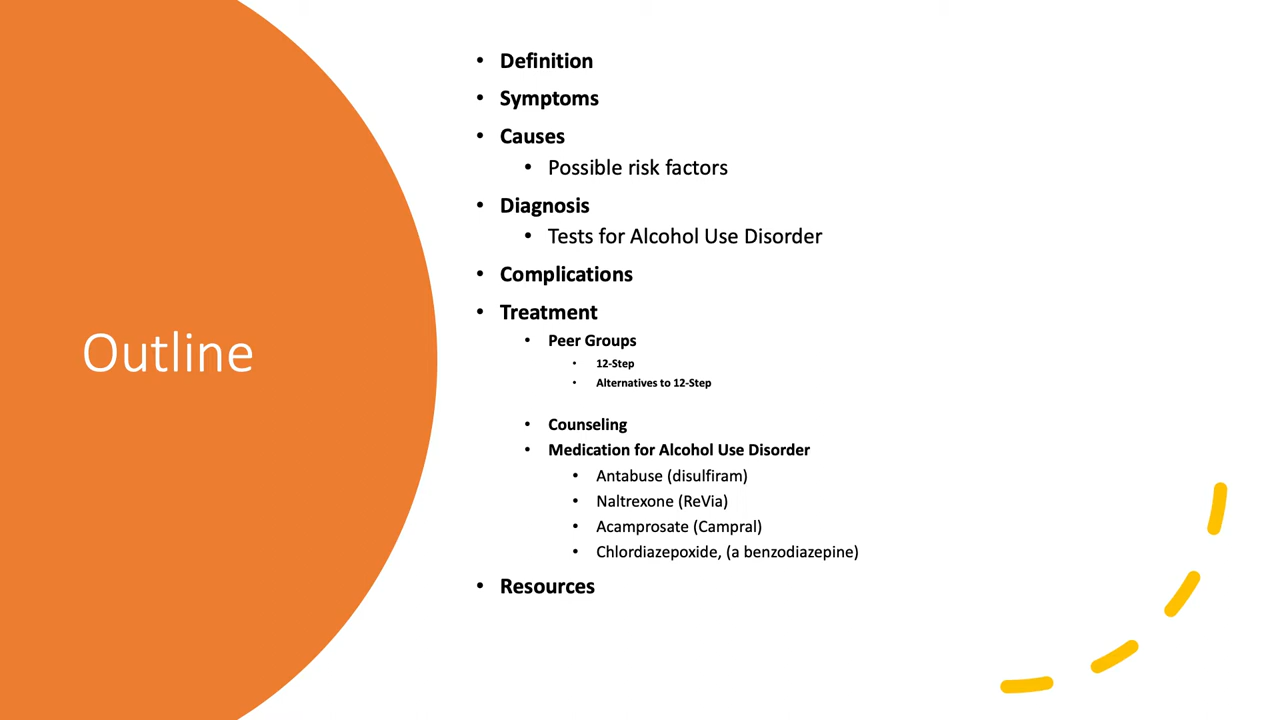 Outline
• Definition
• Symptoms
• Causes
• Possible risk factors
• Diagnosis
• Tests for Alcohol Use Disorder
• Complications
• Treatment
• Peer Groups
• 12-Step
• Alternatives to 12-Step
• Counseling
• Medication for Alcohol Use Disorder
• Antabuse (disulfiram)
• Naltrexone (ReVia)
• Acamprosate (Campral)
• Chlordiazepoxide, (a benzodiazepine)
• Resources